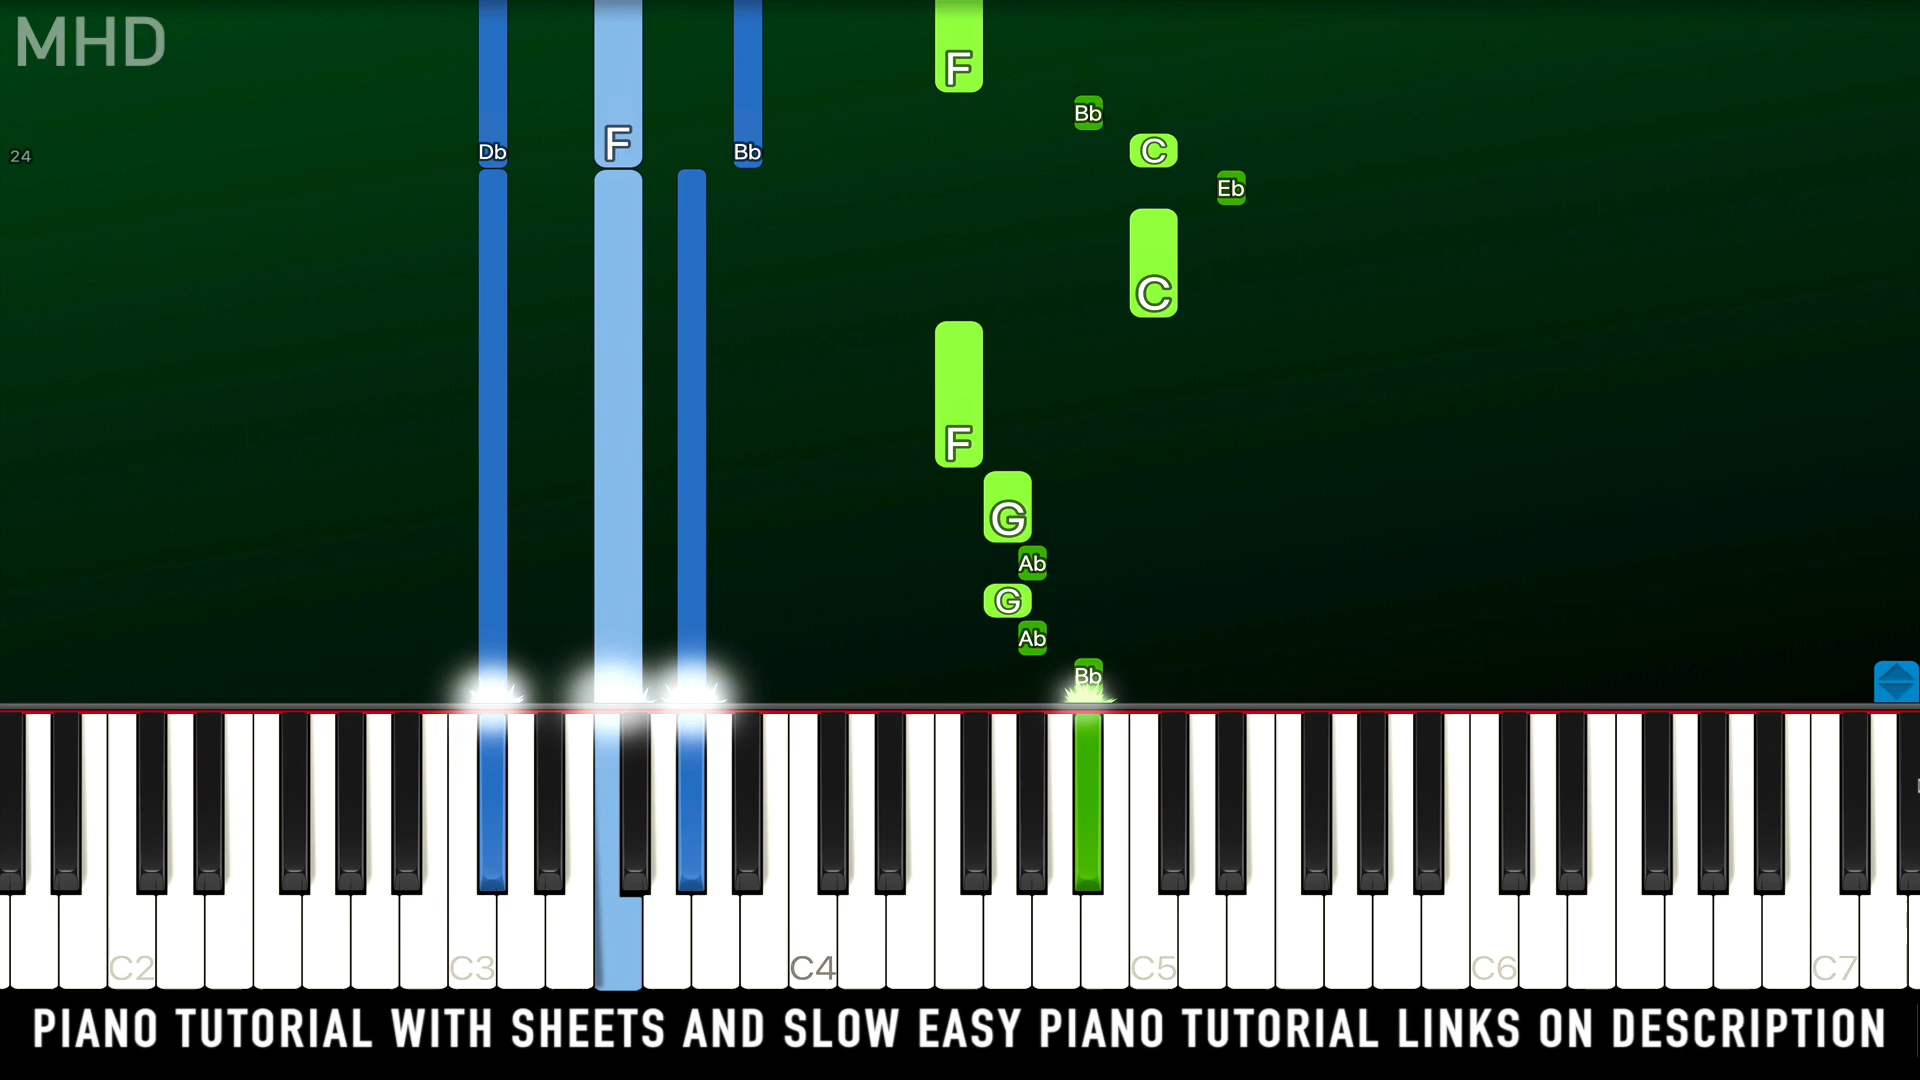 MHD
F
Bb
Db F Bb C
24
Eb
C
F
G
Ab
G
Ab
Bb
C2 C3 C4 C5 C6 C7
PIANO TUTORIAL WITH SHEETS AND SLOW EASY PIANO TUTORIAL LINKS ON DESCRIPTION